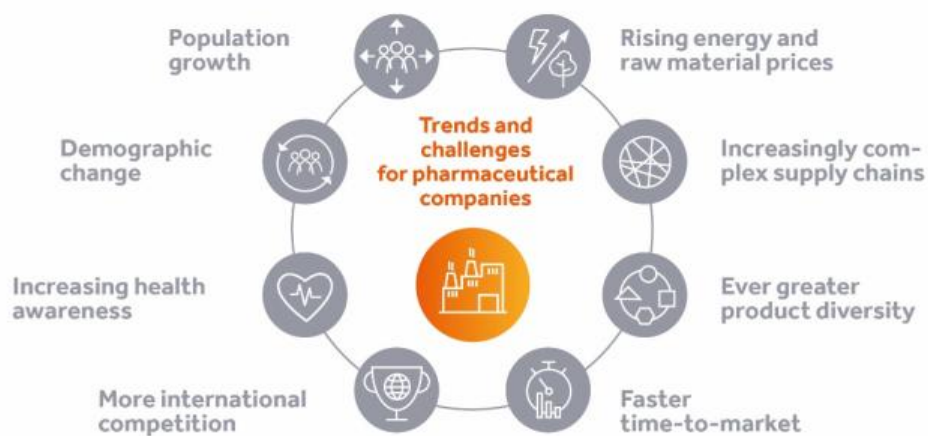 Population
growth
Rising energy and
raw material prices
Trends and
challenges
for pharmaceutical
companies
Demographic
change
Increasingly com-
plex supply chains
Increasing health
awareness
Ever greater
product diversity
More international
competition
Faster
time-to-market